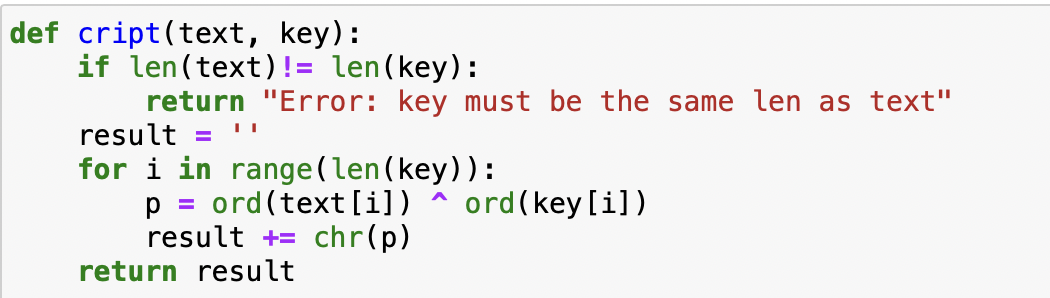 def cript(text, key):
    if len(text)!= len(key):
        return "Error: key must be the same len as text"
    result = ''
    for i in range(len(key)):
        p = ord(text[i]) ^ ord(key[i])
        result += chr(p)
    return result